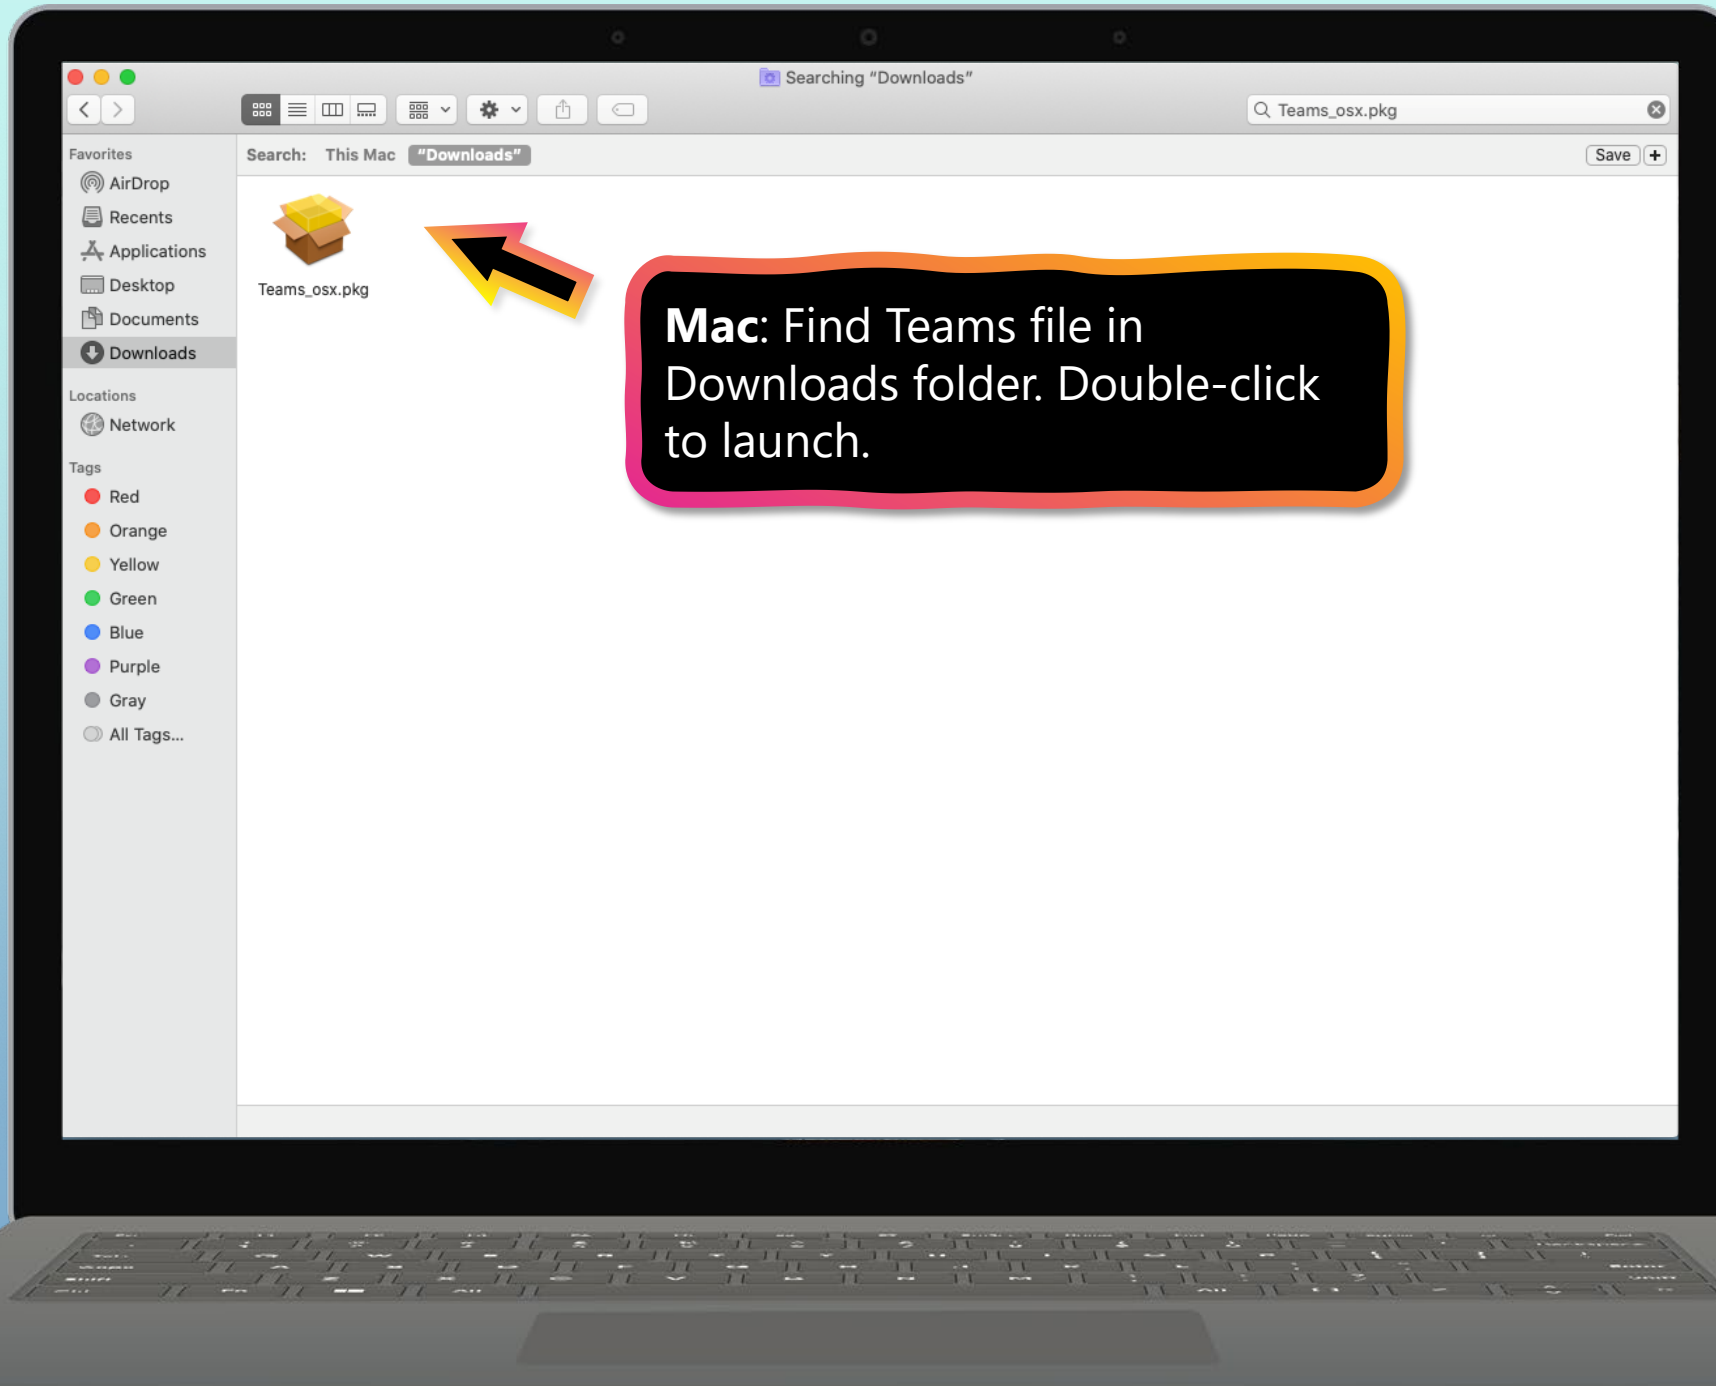 Searching “Downloads”
Teams_osx.pkg
Favorites
AirDrop
Recents
Applications
Desktop
Documents
Downloads
Locations
Network
Tags
Red
Orange
Yellow
Green
Blue
Purple
Gray
All Tags...
Search: This Mac “Downloads”
Save +
Teams_osx.pkg
Mac: Find Teams file in
Downloads folder. Double-click
to launch.